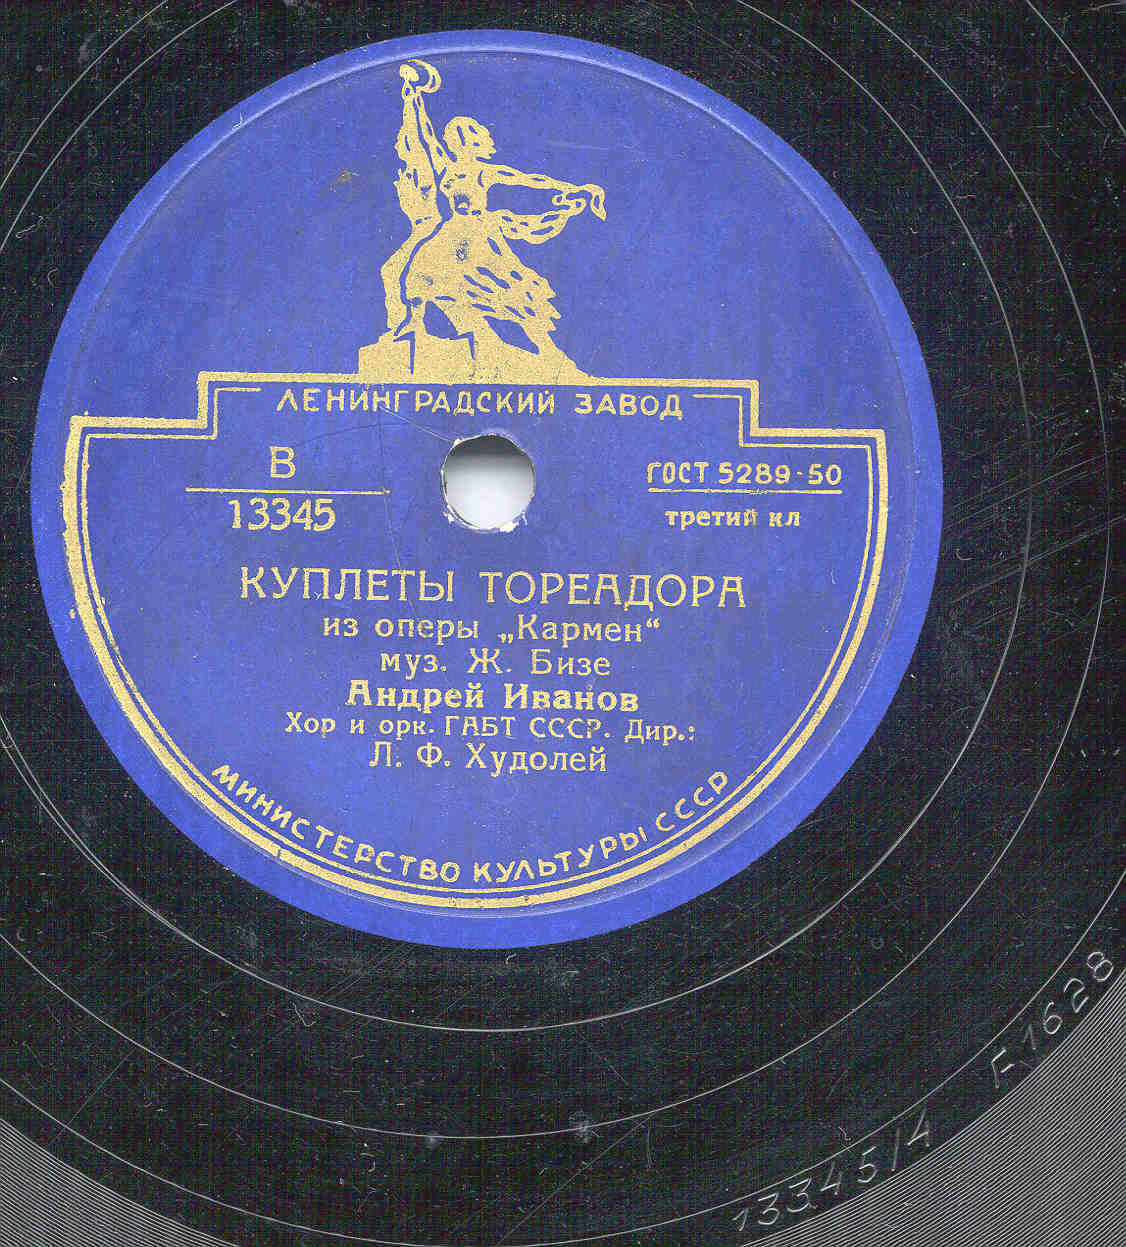 ЛЕНИНГРАДСКИЙ ЗАВОД
В
13345
ГОСТ 5289-50
третий кл
КУПЛЕТЫ ТОРЕАДОРА
из оперы „Кармен“
муз. Ж. Бизе
Андрей Иванов
Хор и орк. ГАБТ СССР. Дир.:
Л. Ф. Худолей
МИНИСТЕРСТВО КУЛЬТУРЫ СССР
13345/4
Г-1628